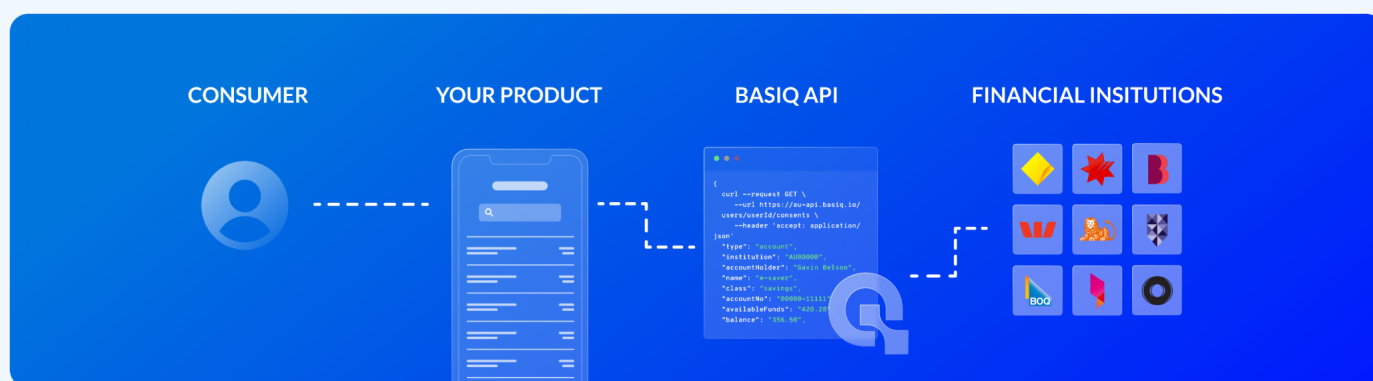 CONSUMER
YOUR PRODUCT
BASIQ API
FINANCIAL INSITUTIONS
{
curl --request GET \
--url https://au-api.basiq.io/
users/userId/consents \
--header 'accept: application/
json'
"type": "account",
"institution": "AU00000",
"accountHolder": "Gavin Belson",
"name": "e-saver",
"class": "savings",
"accountNo": "00000-11111"
"availableFunds": "420.20"
"balance": "356.50",
B
BOQ